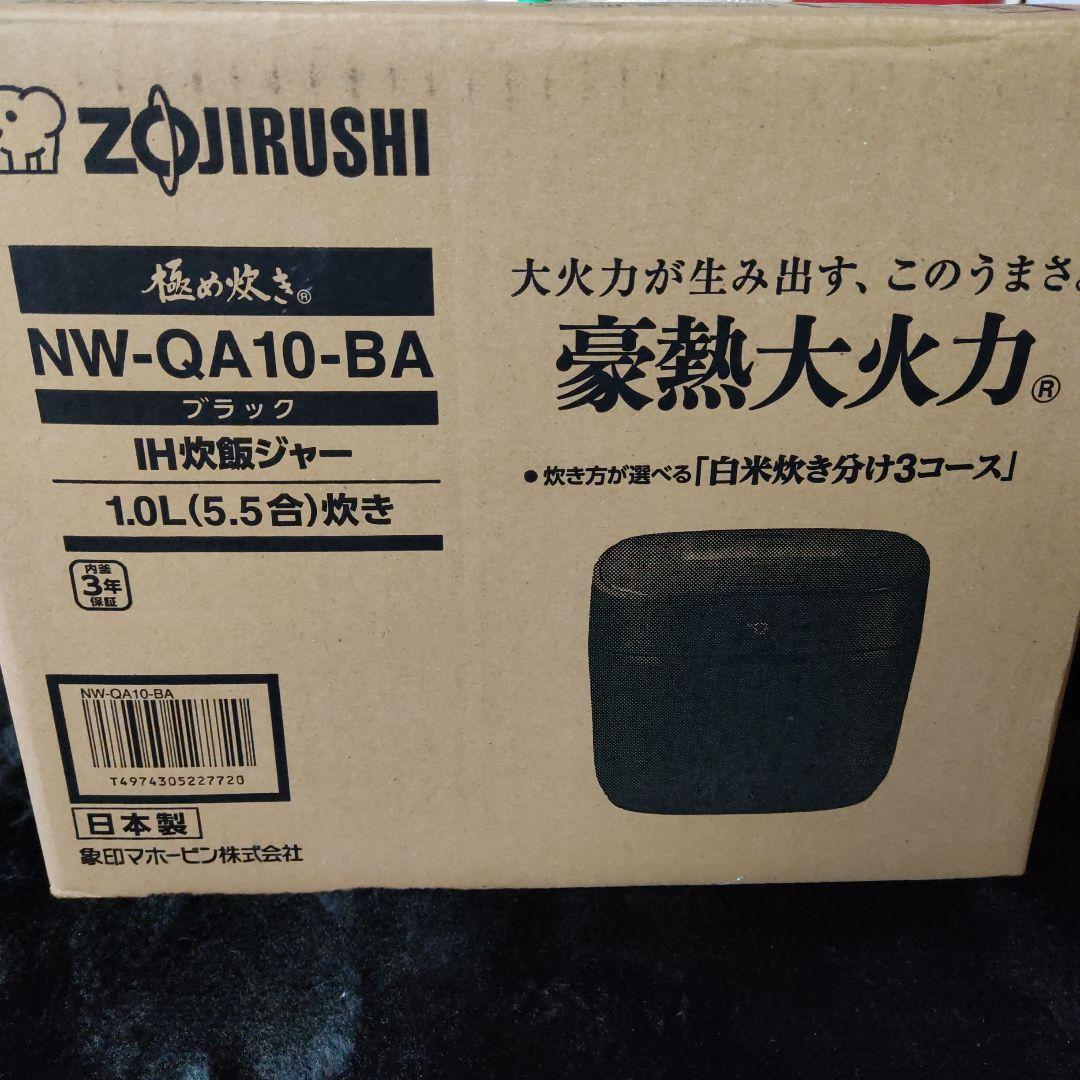 ZOJIRUSHI
極め炊き®
NW-QA10-BA
ブラック
IH炊飯ジャー
1.0L(5.5合)炊き
内釜
3年
保証
NW-QA10-BA
T4974305227720
日本製
象印マホービン株式会社
大火力が生み出す、このうまさ。
豪熱大火力®
•炊き方が選べる「白米炊き分け3コース」